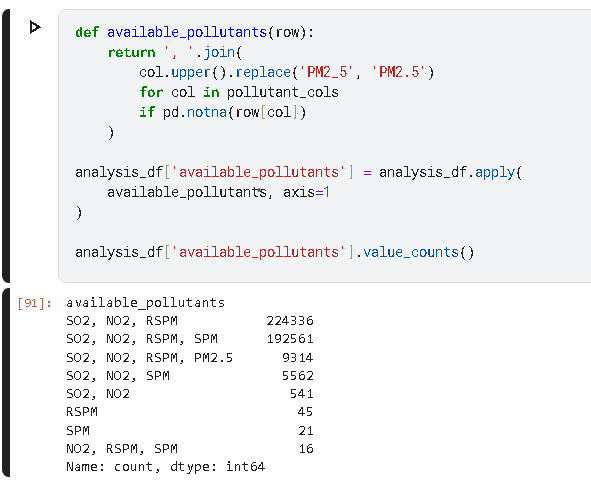 def available_pollutants(row):
    return ', '.join(
        col.upper().replace('PM2_5', 'PM2.5')
        for col in pollutant_cols
        if pd.notna(row[col])
    )
analysis_df['available_pollutants'] = analysis_df.apply(
    available_pollutants, axis=1
)
analysis_df['available_pollutants'].value_counts()
[91]: available_pollutants
SO2, NO2, RSPM 224336
SO2, NO2, RSPM, SPM 192561
SO2, NO2, RSPM, PM2.5 9314
SO2, NO2, SPM 5562
SO2, NO2 541
RSPM 45
SPM 21
NO2, RSPM, SPM 16
Name: count, dtype: int64